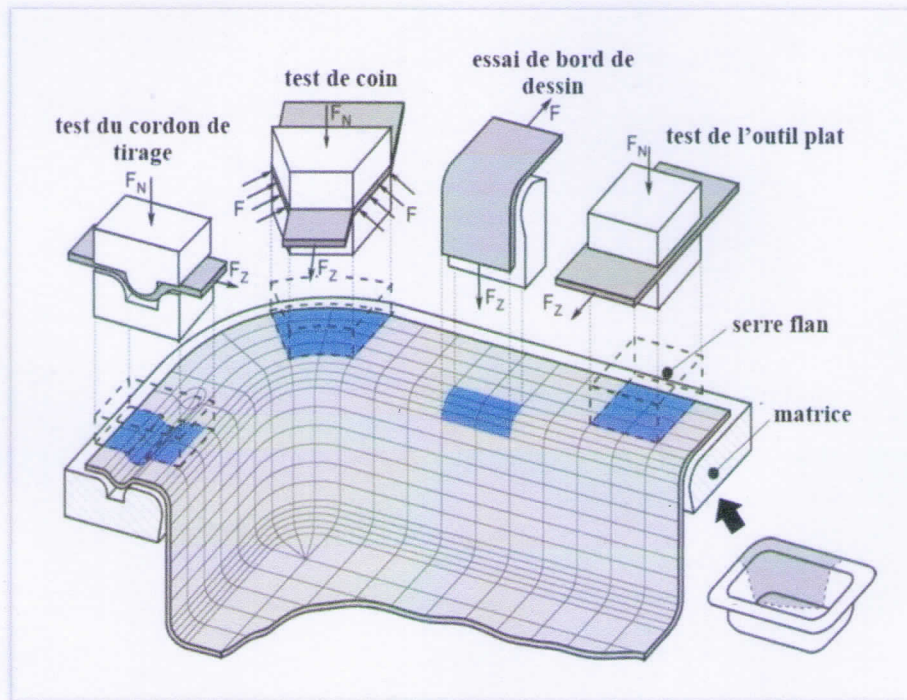 essai de bord de
dessin
test de coin
test du cordon de
tirage
test de l'outil plat
F_N
F_N
F
F_N
F
F
F_Z
F_Z
F_Z
F_Z
serre flan
matrice